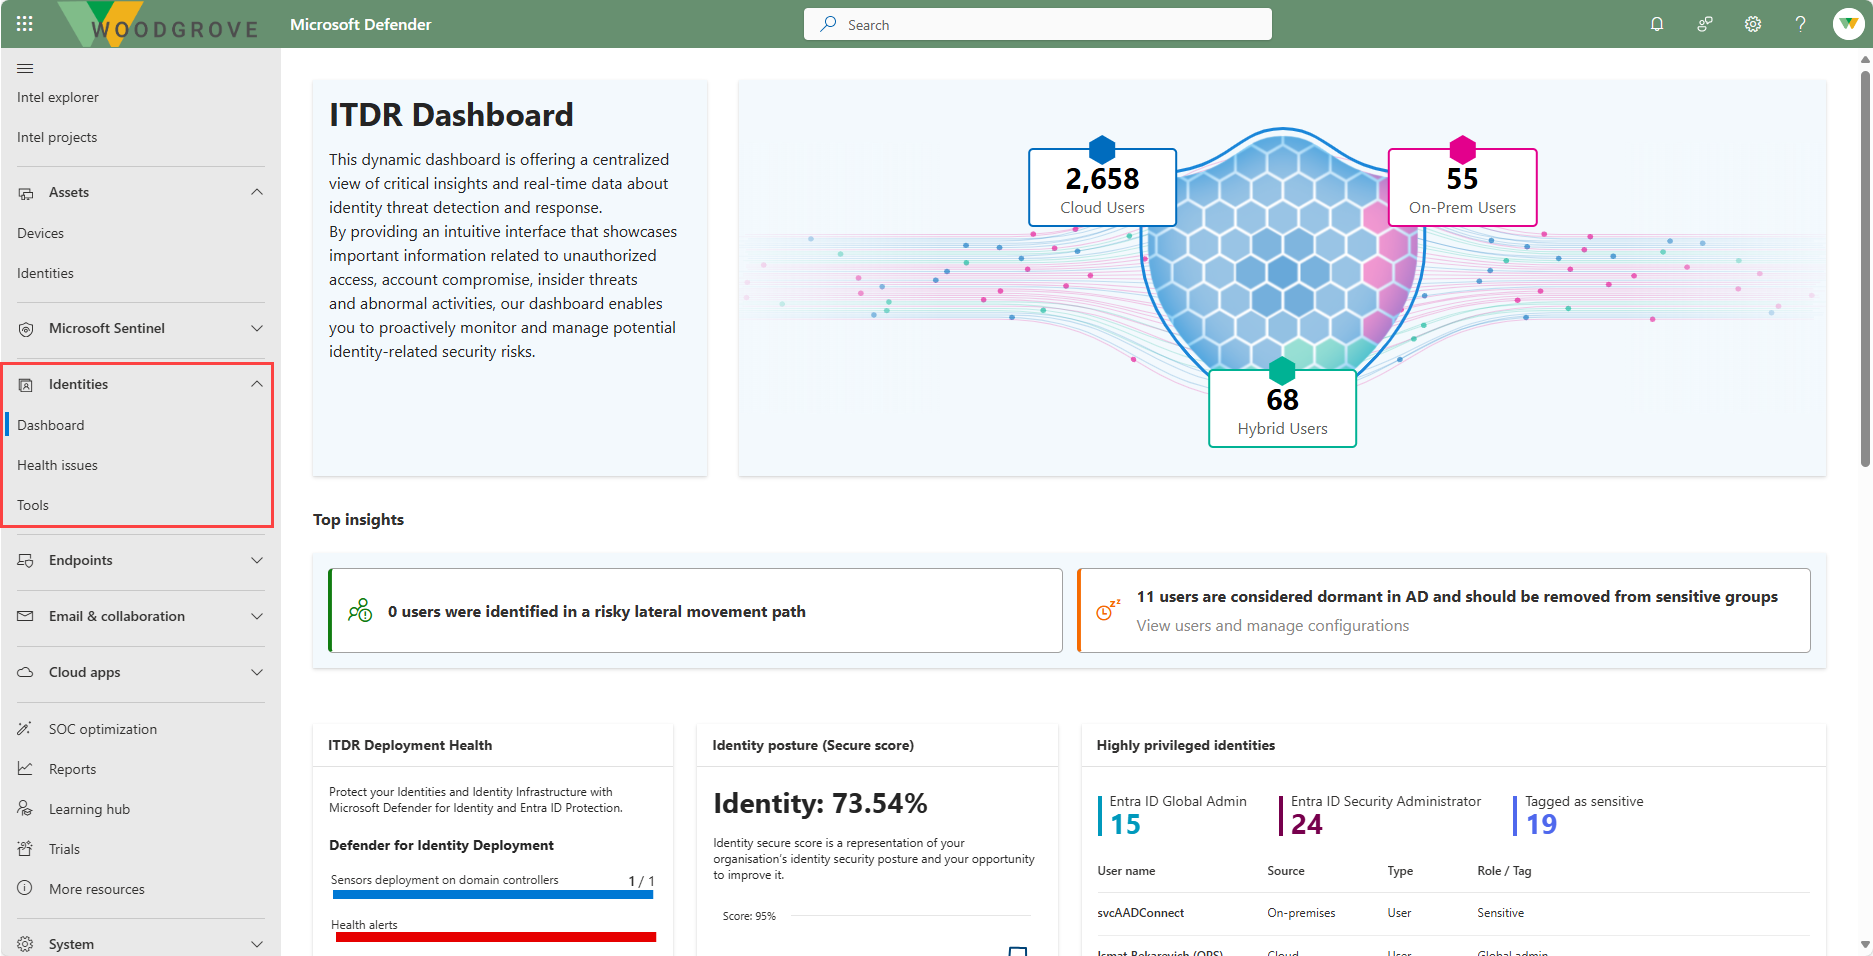 WOODGROVE
Microsoft Defender
Search
Intel explorer
Intel projects
Assets
Devices
Identities
Microsoft Sentinel
Identities
Dashboard
Health issues
Tools
Endpoints
Email & collaboration
Cloud apps
SOC optimization
Reports
Learning hub
Trials
More resources
System
ITDR Dashboard
This dynamic dashboard is offering a centralized
view of critical insights and real-time data about
identity threat detection and response.
By providing an intuitive interface that showcases
important information related to unauthorized
access, account compromise, insider threats
and abnormal activities, our dashboard enables
you to proactively monitor and manage potential
identity-related security risks.
2,658
Cloud Users
55
On-Prem Users
68
Hybrid Users
Top insights
0 users were identified in a risky lateral movement path
11 users are considered dormant in AD and should be removed from sensitive groups
View users and manage configurations
ITDR Deployment Health
Protect your Identities and Identity Infrastructure with
Microsoft Defender for Identity and Entra ID Protection.
Defender for Identity Deployment
Sensors deployment on domain controllers 1 / 1
Health alerts
Identity posture (Secure score)
Identity: 73.54%
Identity secure score is a representation of your
organisation's identity security posture and your opportunity
to improve it.
Score: 95%
Highly privileged identities
Entra ID Global Admin
15
Entra ID Security Administrator
24
Tagged as sensitive
19
User name Source Type Role / Tag
svcAADConnect On-premises User Sensitive
Ismat Bekarevich (OPS) Cloud User Global admin